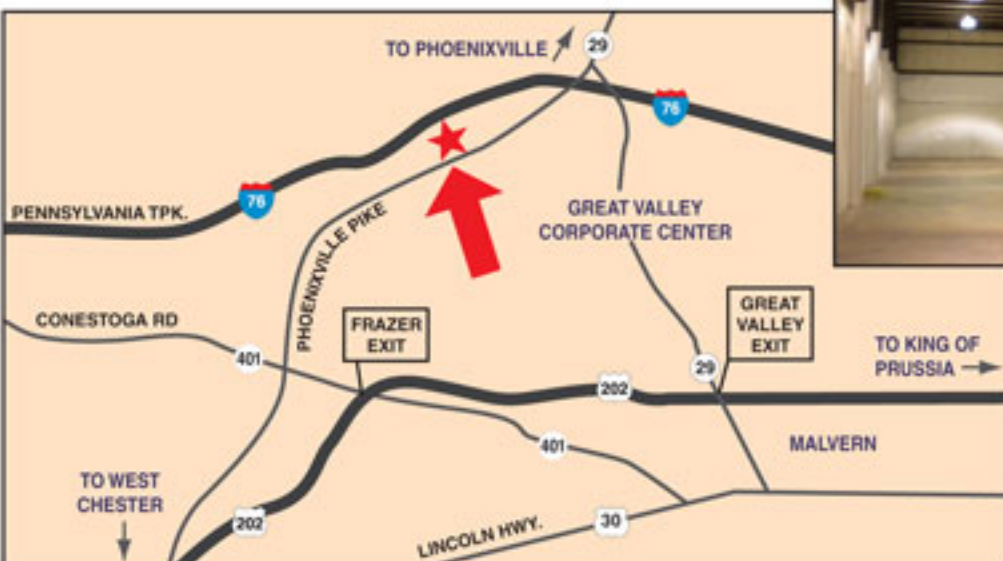 TO PHOENIXVILLE
29
76
76
PENNSYLVANIA TPK.
PHOENIXVILLE PIKE
GREAT VALLEY
CORPORATE CENTER
CONESTOGA RD
401
FRAZER
EXIT
GREAT
VALLEY
EXIT
29
TO KING OF
PRUSSIA
202
401
MALVERN
TO WEST
CHESTER
202
LINCOLN HWY.
30